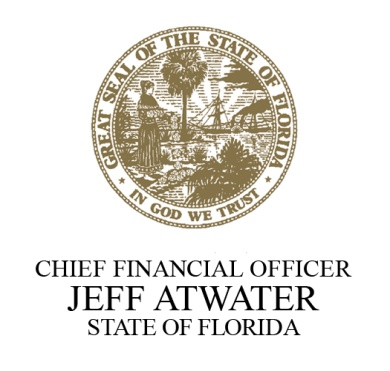 GREAT SEAL OF THE STATE OF FLORIDA
IN GOD WE TRUST
CHIEF FINANCIAL OFFICER
JEFF ATWATER
STATE OF FLORIDA